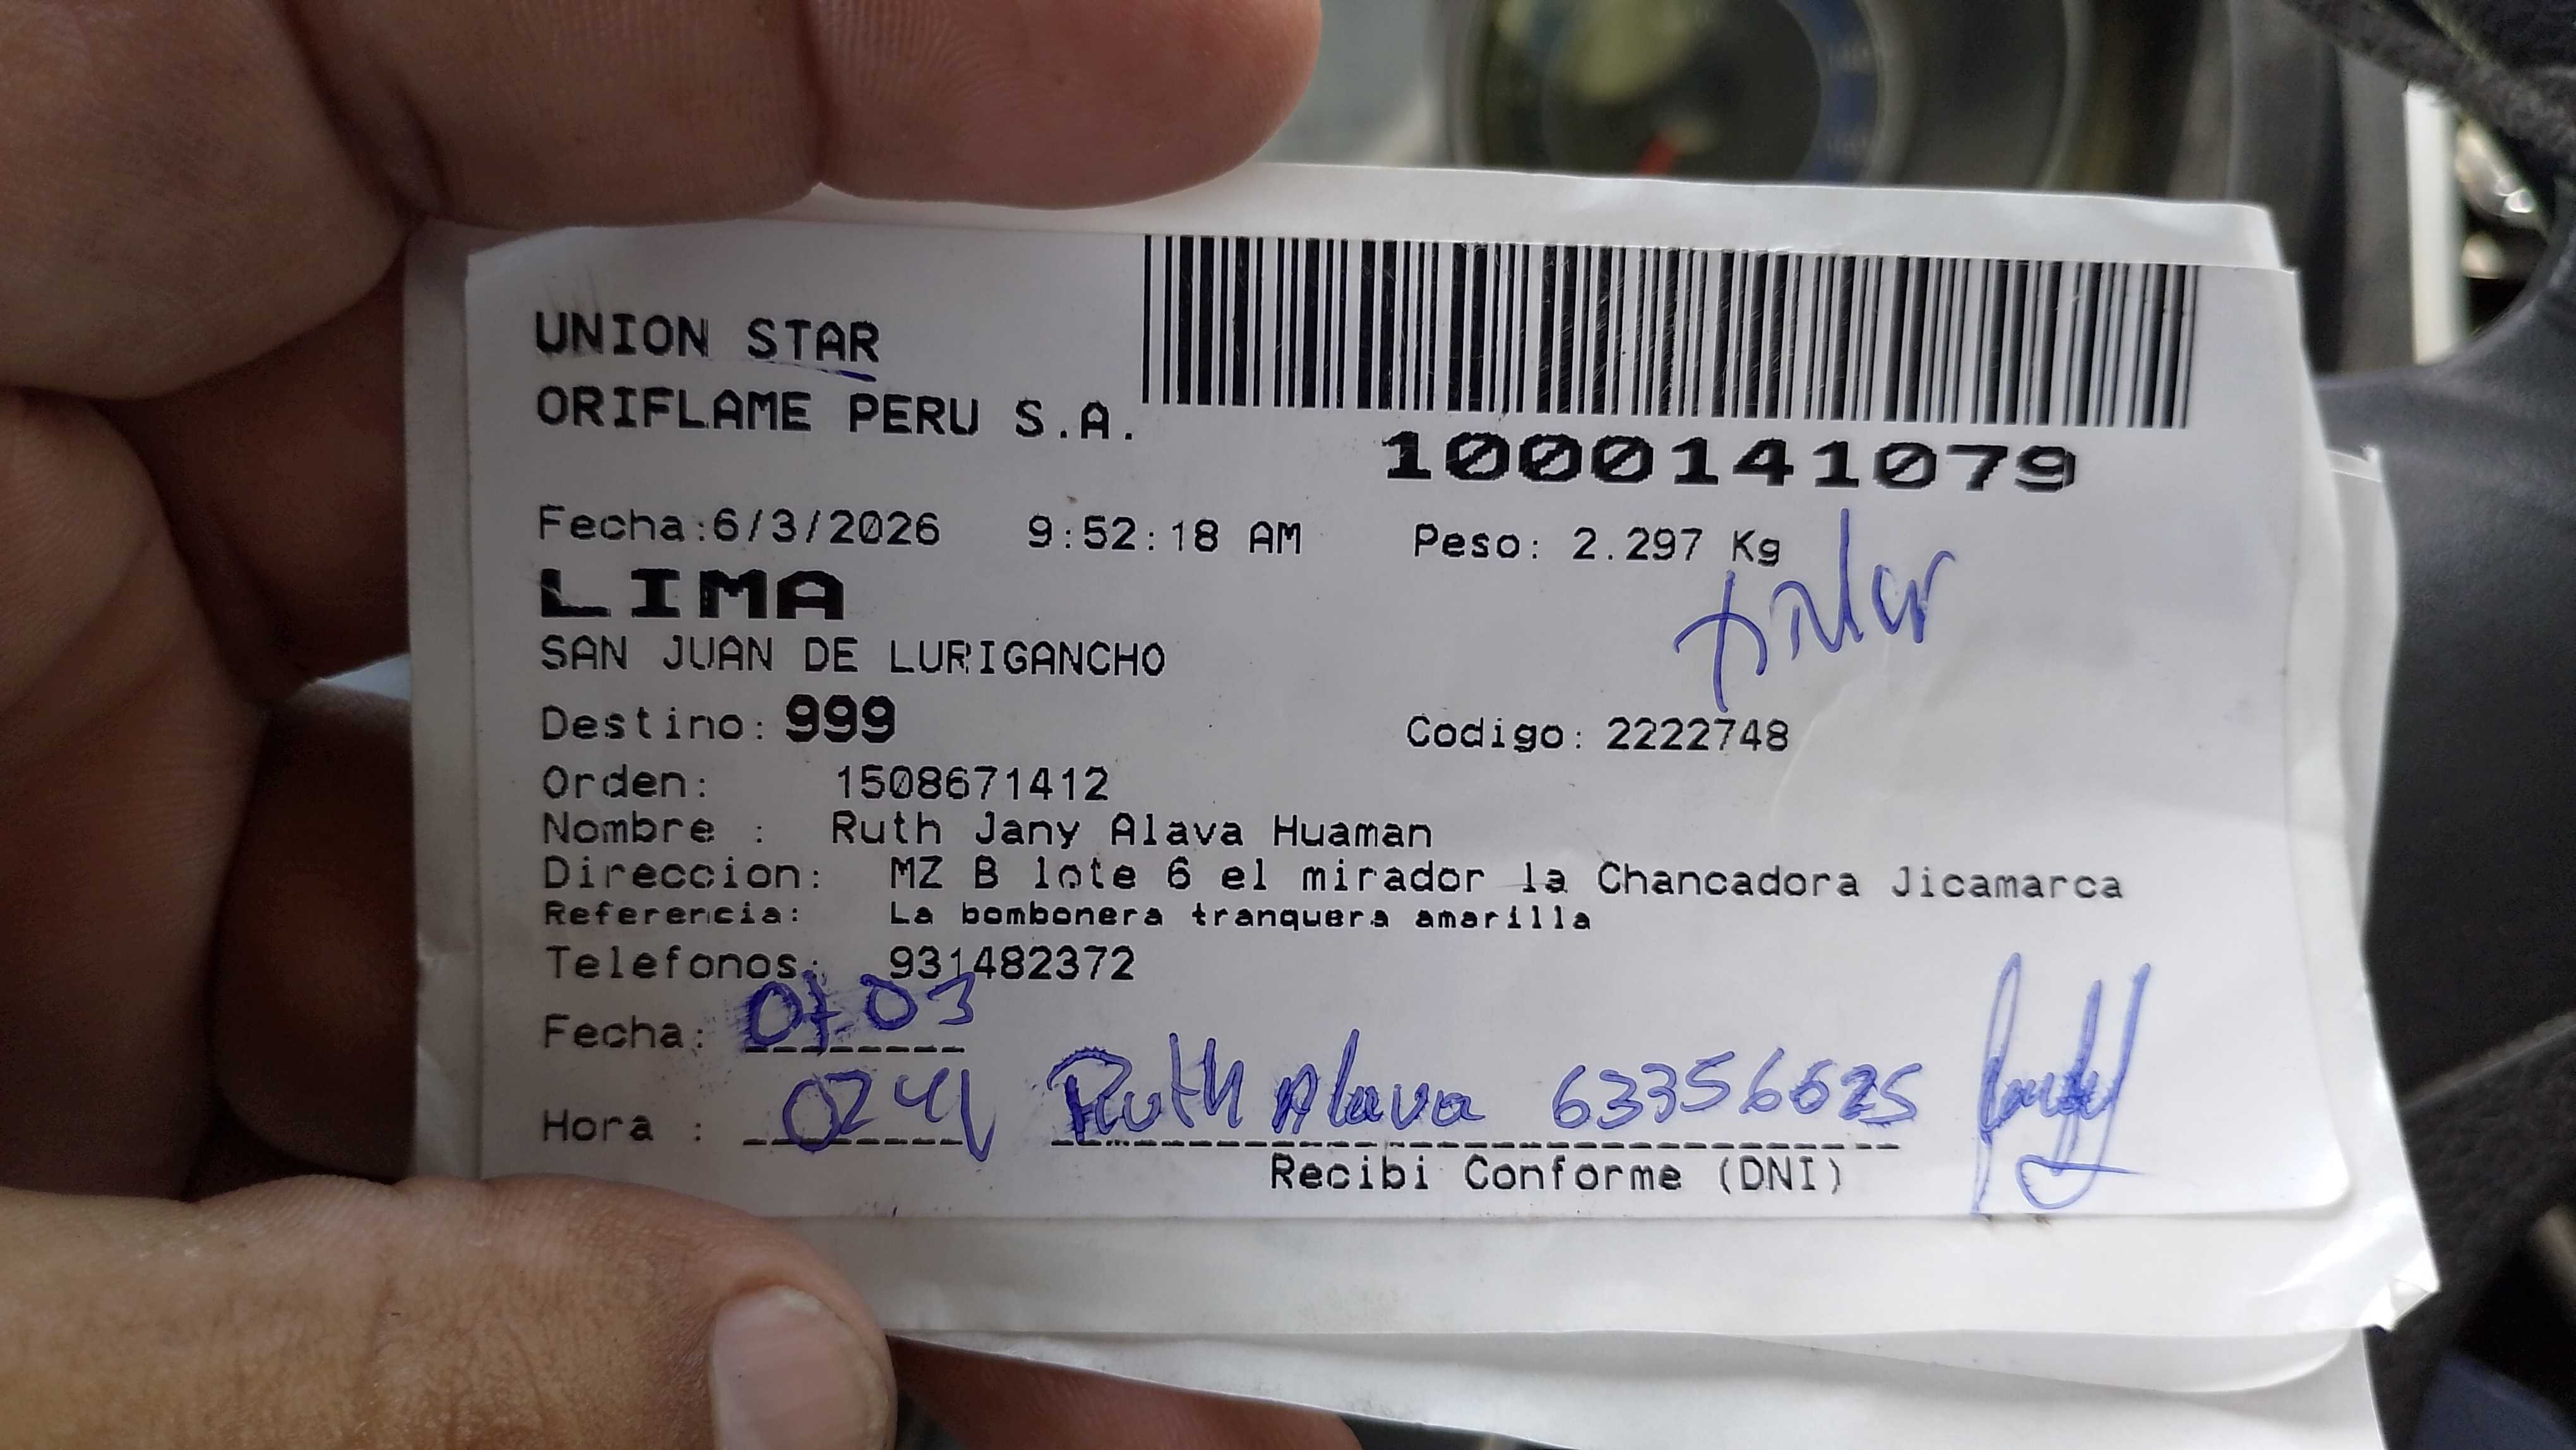 UNION STAR
ORIFLAME PERU S.A.
1000141079
Fecha:6/3/2026 9:52:18 AM Peso: 2.297 Kg
LIMA
SAN JUAN DE LURIGANCHO
Destino: 999 Codigo: 2222748
Orden: 1508671412
Nombre : Ruth Jany Alava Huaman
Direccion: MZ B lote 6 el mirador la Chancadora Jicamarca
Referencia: La bombonera tranquera amarilla
Telefonos: 931482372
Fecha: 07.03
Hora : Ruth Alava 63356625
Recibi Conforme (DNI)